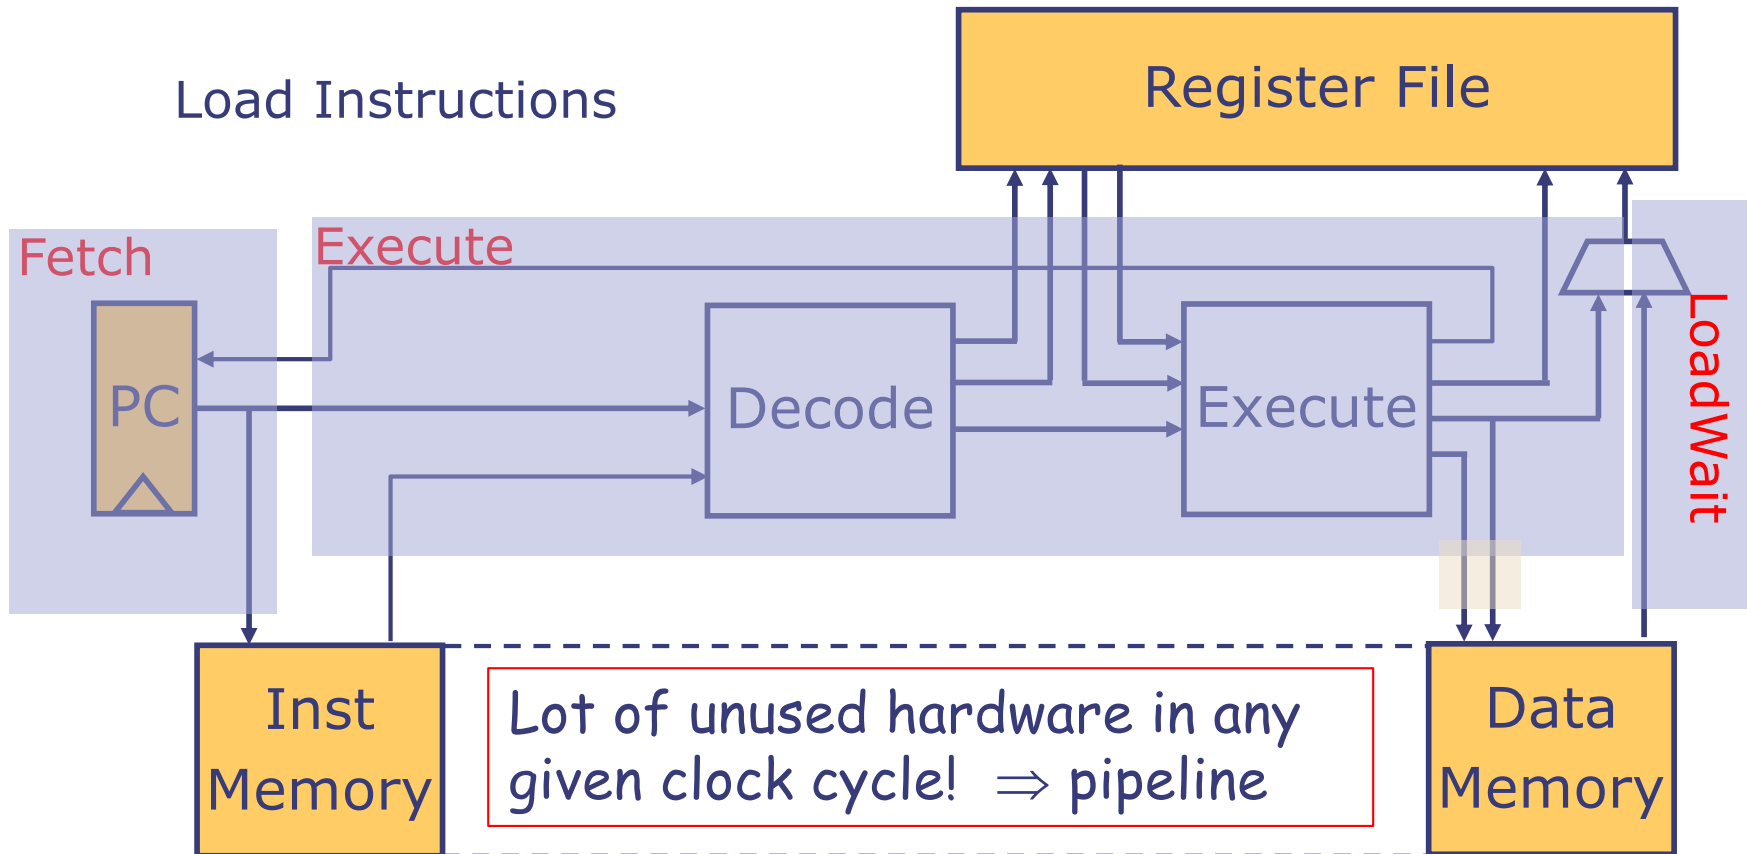 Register File
Load Instructions
Fetch
Execute
PC
Decode
Execute
LoadWait
Inst
Memory
Lot of unused hardware in any
given clock cycle! ⇒ pipeline
Data
Memory